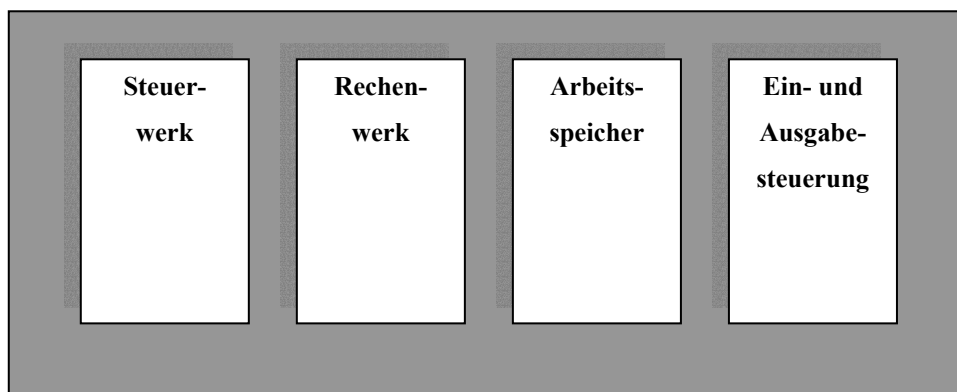 Steuer-
werk
Rechen-
werk
Arbeits-
speicher
Ein- und
Ausgabe-
steuerung